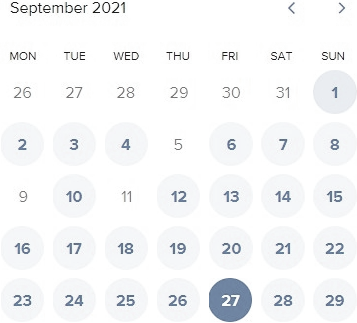 September 2021
MON TUE WED THU FRI SAT SUN
26 27 28 29 30 31 1
2 3 4 5 6 7 8
9 10 11 12 13 14 15
16 17 18 19 20 21 22
23 24 25 26 27 28 29